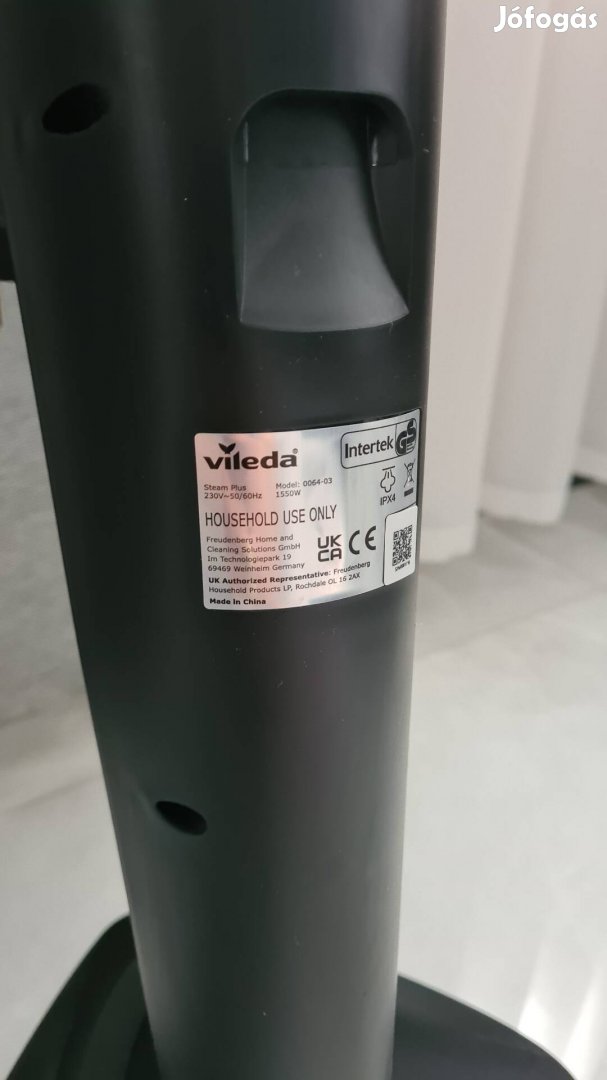 Jófogás
vileda®
Intertek GS
Steam Plus Model: 0064-03
230V~50/60Hz 1550W
IPX4
HOUSEHOLD USE ONLY
Freudenberg Home and
Cleaning Solutions GmbH
Im Technologiepark 19
69469 Weinheim Germany
UK
CA
CE
UK Authorized Representative: Freudenberg
Household Products LP, Rochdale OL 16 2AX
Made in China